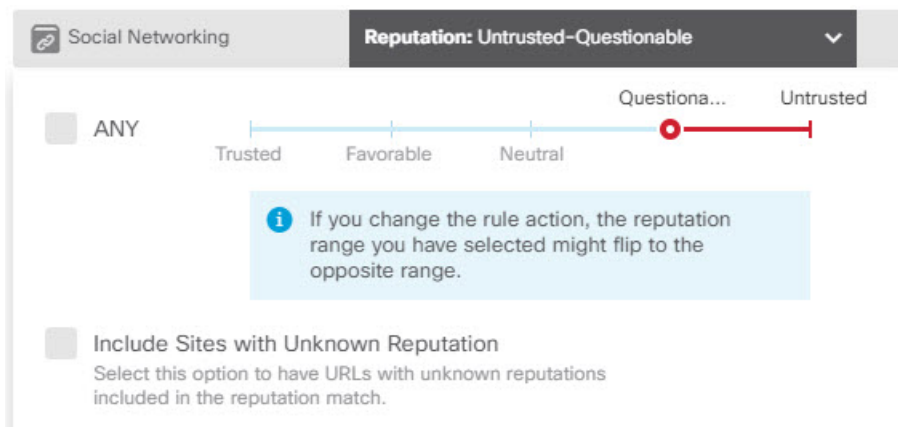 Social Networking
Reputation: Untrusted-Questionable
Questiona... Untrusted
ANY
Trusted Favorable Neutral
If you change the rule action, the reputation
range you have selected might flip to the
opposite range.
Include Sites with Unknown Reputation
Select this option to have URLs with unknown reputations
included in the reputation match.